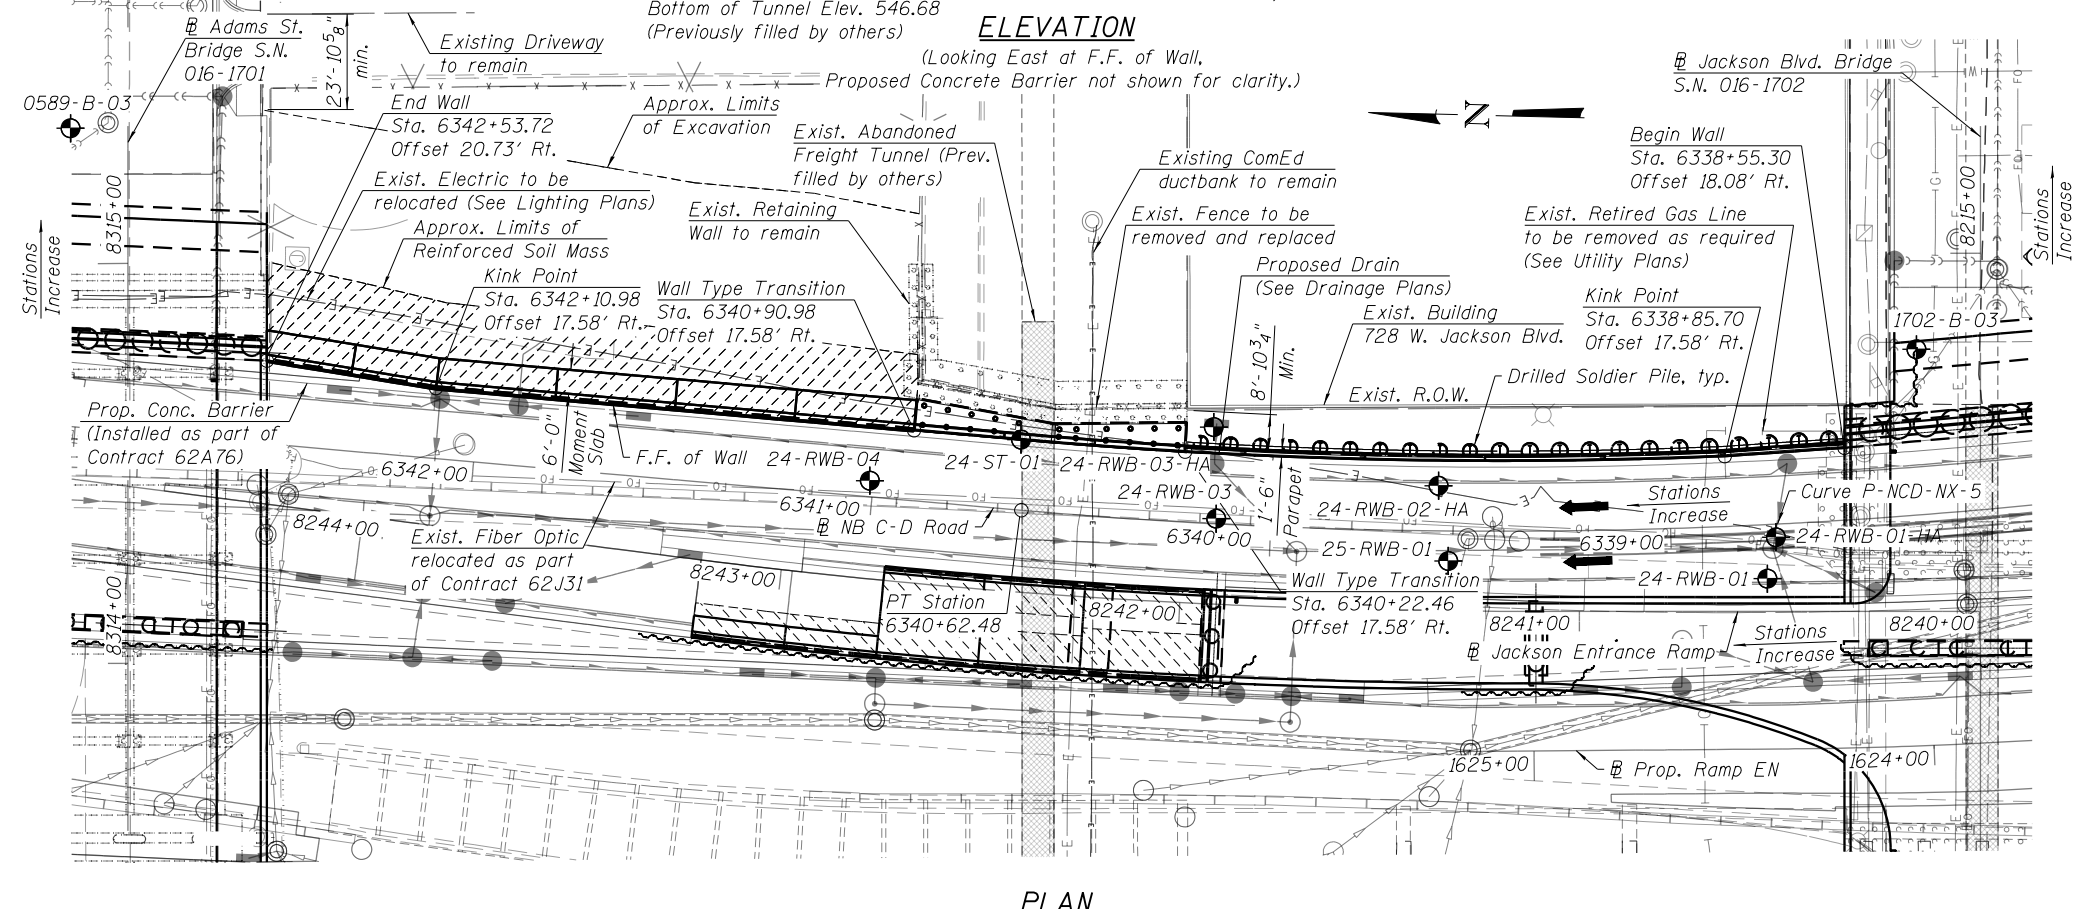 Bottom of Tunnel Elev. 546.68
(Previously filled by others)
ELEVATION
(Looking East at F.F. of Wall,
Proposed Concrete Barrier not shown for clarity.)
℄ Adams St.
Bridge S.N.
016-1701
23'-10 5/8"
min.
Existing Driveway
to remain
0589-B-03
End Wall
Sta. 6342+53.72
Offset 20.73' Rt.
Approx. Limits
of Excavation
Exist. Abandoned
Freight Tunnel (Prev.
filled by others)
Existing ComEd
ductbank to remain
N
℄ Jackson Blvd. Bridge
S.N. 016-1702
Begin Wall
Sta. 6338+55.30
Offset 18.08' Rt.
8315+00
Stations
Increase
Exist. Electric to be
relocated (See Lighting Plans)
Approx. Limits of
Reinforced Soil Mass
Exist. Retaining
Wall to remain
Exist. Fence to be
removed and replaced
Exist. Retired Gas Line
to be removed as required
(See Utility Plans)
8215+00
Stations
Increase
Kink Point
Sta. 6342+10.98
Offset 17.58' Rt.
Wall Type Transition
Sta. 6340+90.98
Offset 17.58' Rt.
Proposed Drain
(See Drainage Plans)
Exist. Building
728 W. Jackson Blvd.
Kink Point
Sta. 6338+85.70
Offset 17.58' Rt.
1702-B-03
8'-10 3/4"
Min.
Exist. R.O.W.
Drilled Soldier Pile, typ.
Prop. Conc. Barrier
(Installed as part of
Contract 62A76)
6342+00
6'-0"
Moment
Slab
F.F. of Wall
24-RWB-04
24-ST-01
24-RWB-03-HA
24-RWB-03
1'-6"
Parapet
24-RWB-02-HA
Stations
Increase
Curve P-NCD-NX-5
8244+00
6341+00
℄ NB C-D Road
6340+00
25-RWB-01
6339+00
24-RWB-01-HA
24-RWB-01
Exist. Fiber Optic
relocated as part
of Contract 62J31
8243+00
PT Station
6340+62.48
8242+00
Wall Type Transition
Sta. 6340+22.46
Offset 17.58' Rt.
8241+00
8240+00
8314+00
℄ Jackson Entrance Ramp
Stations
Increase
1625+00
℄ Prop. Ramp EN
1624+00
PLAN